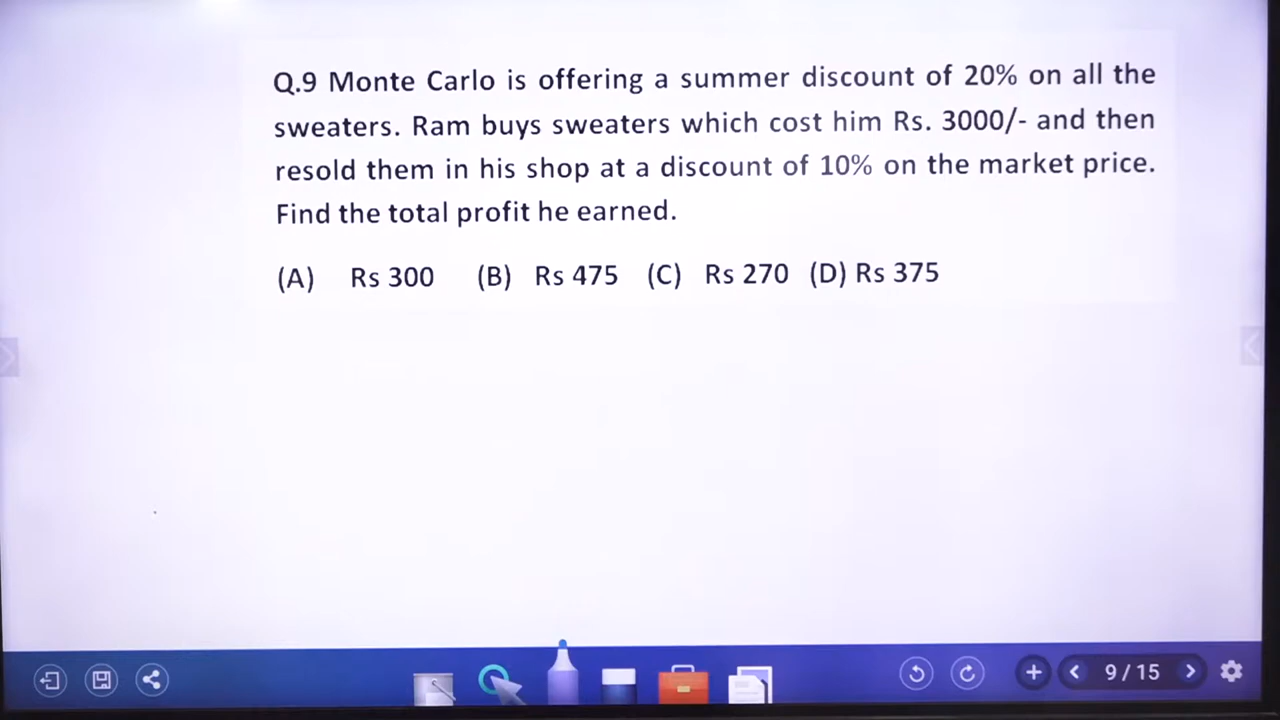 Q.9 Monte Carlo is offering a summer discount of 20% on all the
sweaters. Ram buys sweaters which cost him Rs. 3000/- and then
resold them in his shop at a discount of 10% on the market price.
Find the total profit he earned.
(A) Rs 300 (B) Rs 475 (C) Rs 270 (D) Rs 375
9 / 15